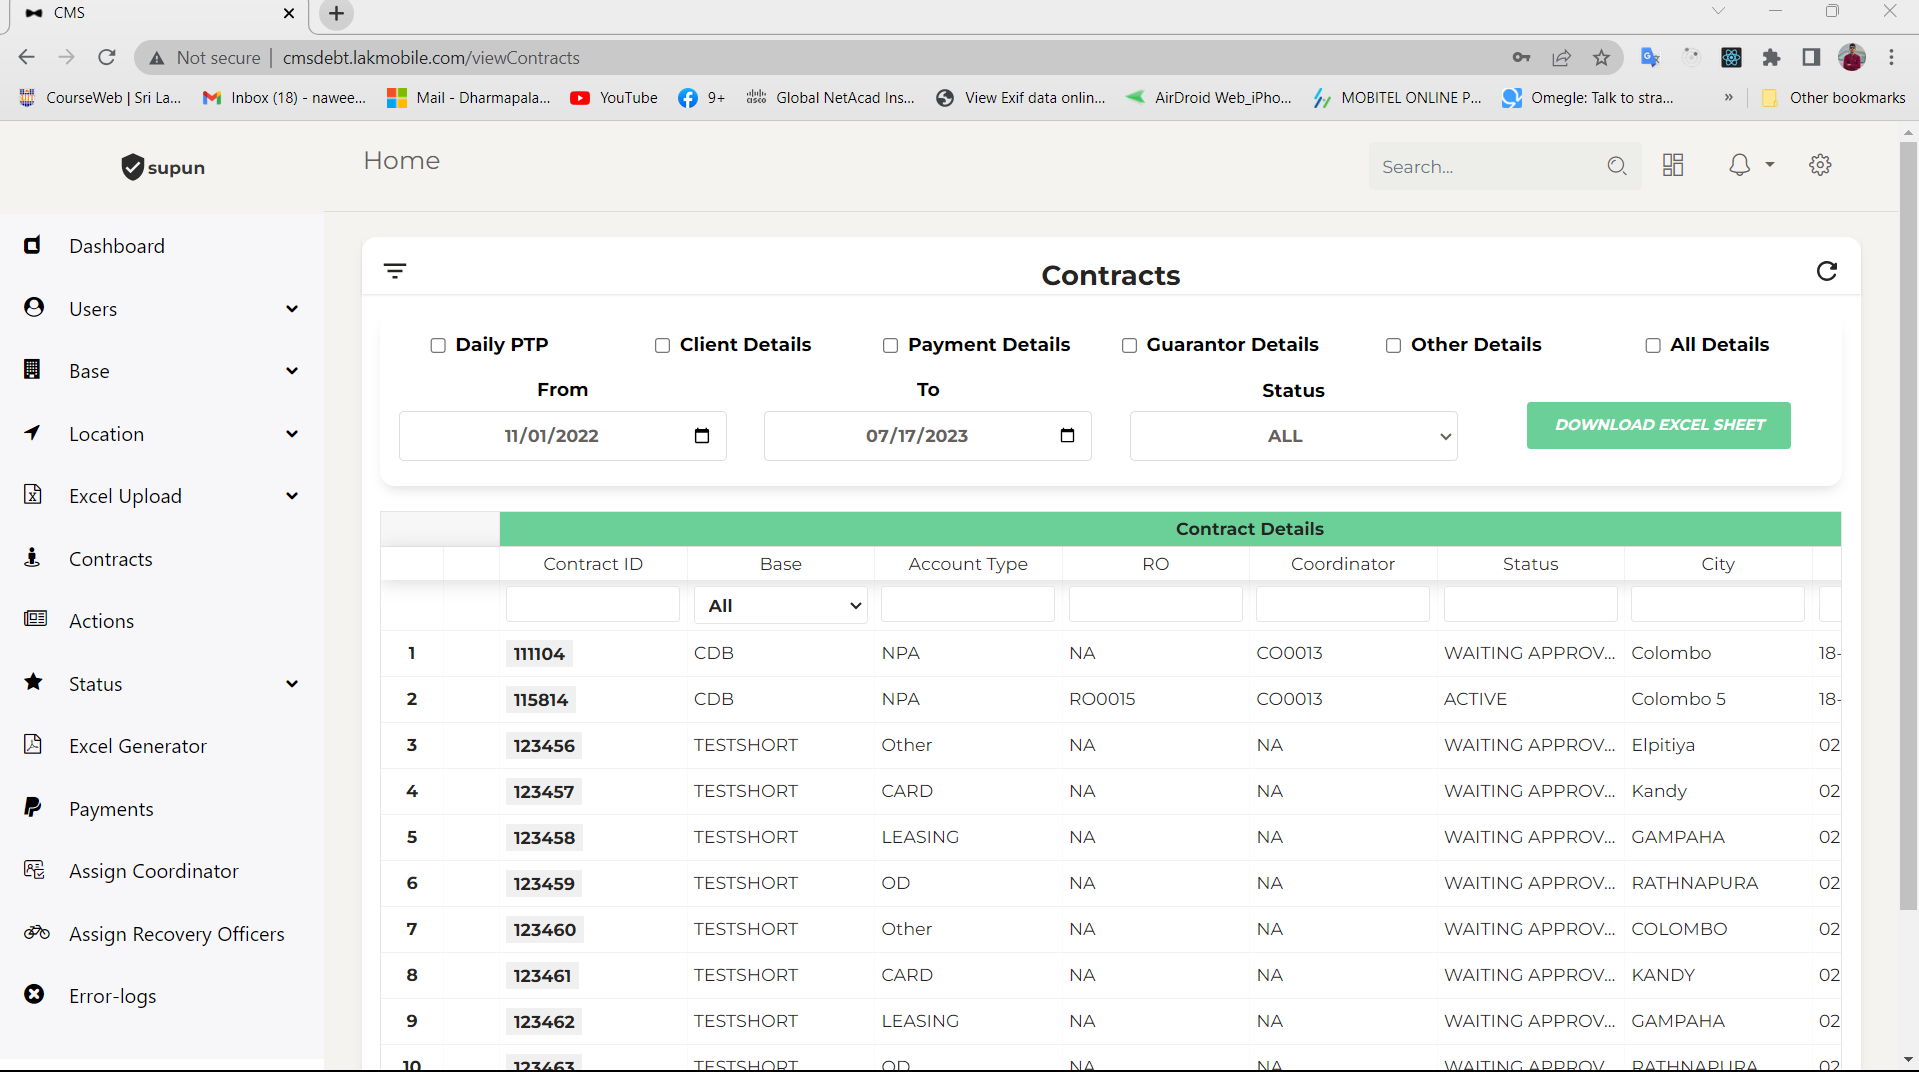 CMS
Not secure | cmsdebt.lakmobile.com/viewContracts
CourseWeb | Sri La... Inbox (18) - nawee... Mail - Dharmapala... YouTube 9+ Global NetAcad Ins... View Exif data onlin... AirDroid Web_iPho... MOBITEL ONLINE P... Omegle: Talk to stra... » Other bookmarks
supun
Home
Search...
Dashboard
Users
Base
Location
Excel Upload
Contracts
Actions
Status
Excel Generator
Payments
Assign Coordinator
Assign Recovery Officers
Error-logs
Contracts
Daily PTP Client Details Payment Details Guarantor Details Other Details All Details
From To Status
11/01/2022 07/17/2023 ALL DOWNLOAD EXCEL SHEET
Contract Details
Contract ID Base Account Type RO Coordinator Status City
All
1 111104 CDB NPA NA CO0013 WAITING APPROV... Colombo 18-
2 115814 CDB NPA RO0015 CO0013 ACTIVE Colombo 5 18-
3 123456 TESTSHORT Other NA NA WAITING APPROV... Elpitiya 02
4 123457 TESTSHORT CARD NA NA WAITING APPROV... Kandy 02
5 123458 TESTSHORT LEASING NA NA WAITING APPROV... GAMPAHA 02
6 123459 TESTSHORT OD NA NA WAITING APPROV... RATHNAPURA 02
7 123460 TESTSHORT Other NA NA WAITING APPROV... COLOMBO 02
8 123461 TESTSHORT CARD NA NA WAITING APPROV... KANDY 02
9 123462 TESTSHORT LEASING NA NA WAITING APPROV... GAMPAHA 02
10 123463 TESTSHORT OD NA NA WAITING APPROV... RATHNAPURA 02